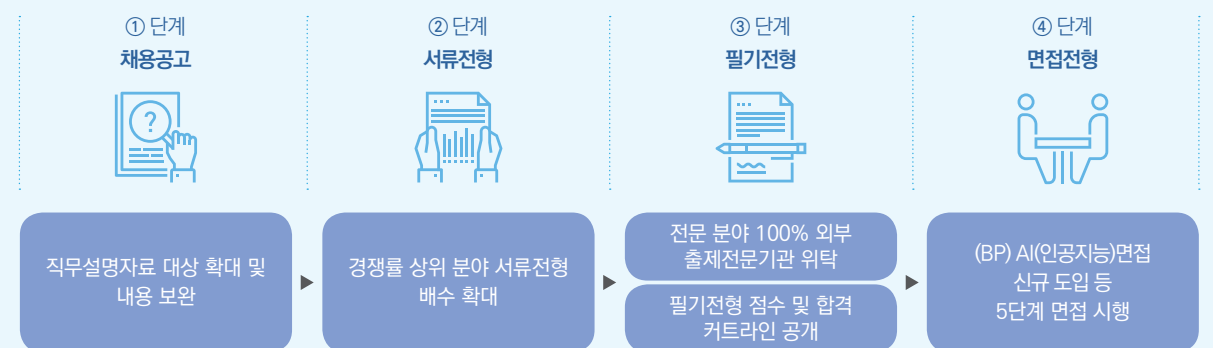 ① 단계
채용공고
?
직무설명자료 대상 확대 및
내용 보완
② 단계
서류전형
경쟁률 상위 분야 서류전형
배수 확대
③ 단계
필기전형
전문 분야 100% 외부
출제전문기관 위탁
필기전형 점수 및 합격
커트라인 공개
④ 단계
면접전형
(BP) AI(인공지능)면접
신규 도입 등
5단계 면접 시행